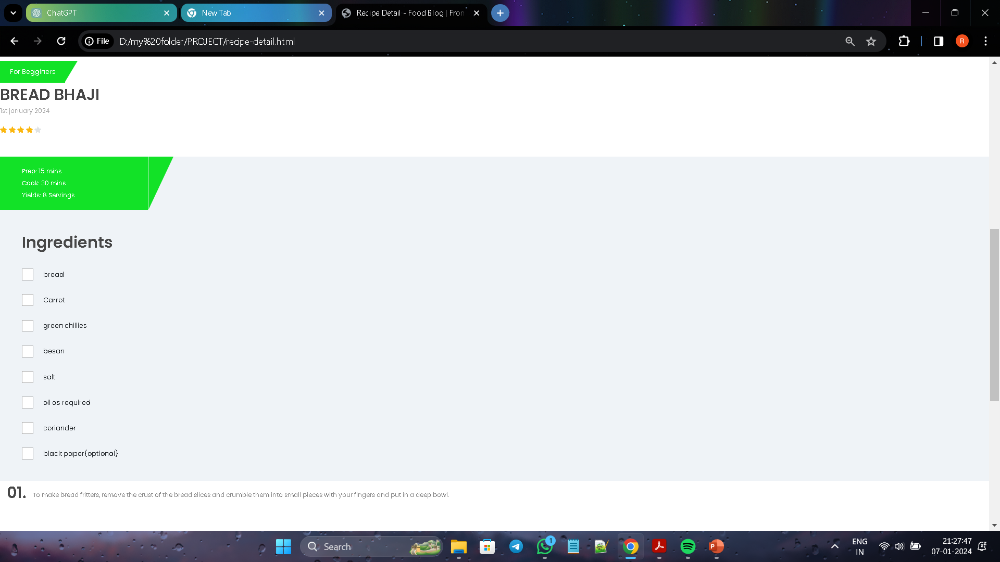 ChatGPT
New Tab
Recipe Detail - Food Blog | Fron
File
D:/my%20folder/PROJECT/recipe-detail.html
R
For Begginers
BREAD BHAJI
1st january 2024
Prep: 15 mins
Cook: 30 mins
Yields: 8 Servings
Ingredients
bread
Carrot
green chillies
besan
salt
oil as required
coriander
black paper(optional)
01. To make bread fritters, remove the crust of the bread slices and crumble them into small pieces with your fingers and put in a deep bowl.
Search
1
P
ENG
IN
21:27:47
07-01-2024